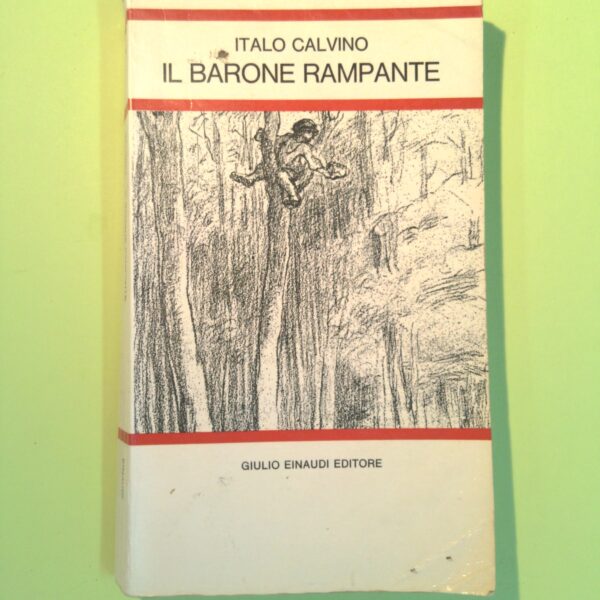 ITALO CALVINO
IL BARONE RAMPANTE
GIULIO EINAUDI EDITORE